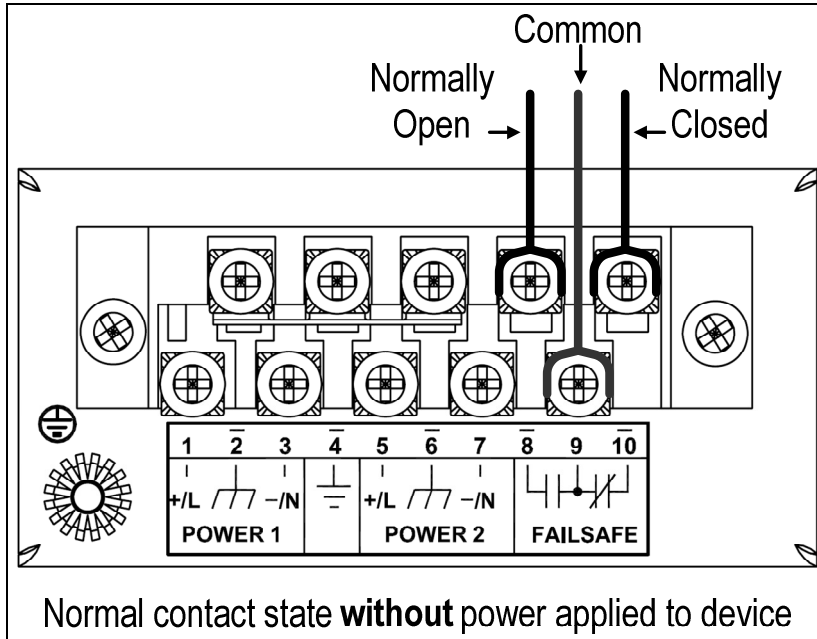 Common
Normally Normally
Open Closed
1 2 3 4 5 6 7 8 9 10
+/L −/N +/L −/N
POWER 1 POWER 2 FAILSAFE
Normal contact state without power applied to device